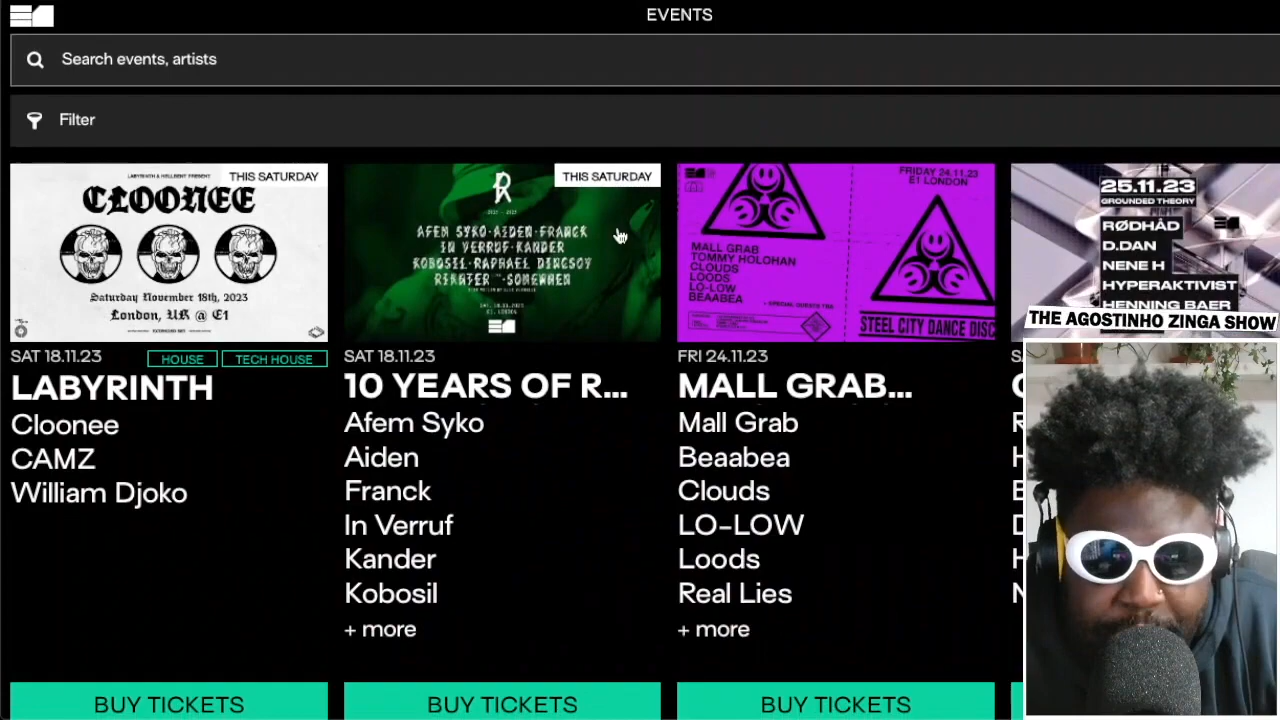 EVENTS
Search events, artists
Filter
THIS SATURDAY
LABYRINTH & HELLBENT PRESENT
CLOONEE
Saturday November 18th, 2023
London, UK @ E1
SAT 18.11.23
HOUSE
TECH HOUSE
LABYRINTH
Cloonee
CAMZ
William Djoko
BUY TICKETS
THIS SATURDAY
R
AFEM SYKO·AIDEN·FRANCK
IN VERRUF·KANDER
KOBOSIL·RAPHAEL DINCSOY
SAT 18.11.23
10 YEARS OF R...
Afem Syko
Aiden
Franck
In Verruf
Kander
Kobosil
+ more
BUY TICKETS
FRIDAY 24.11.23
E1 LONDON
MALL GRAB
TOMMY HOLOHAN
CLOUDS
LOODS
LO-LOW
BEAABEA
STEEL CITY DANCE DISC
FRI 24.11.23
MALL GRAB...
Mall Grab
Beaabea
Clouds
LO-LOW
Loods
Real Lies
+ more
BUY TICKETS
25.11.23
GROUNDED THEORY
RØDHÅD
D.DAN
NENE H
HYPERAKTIVIST
HENNING BAER
THE AGOSTINHO ZINGA SHOW